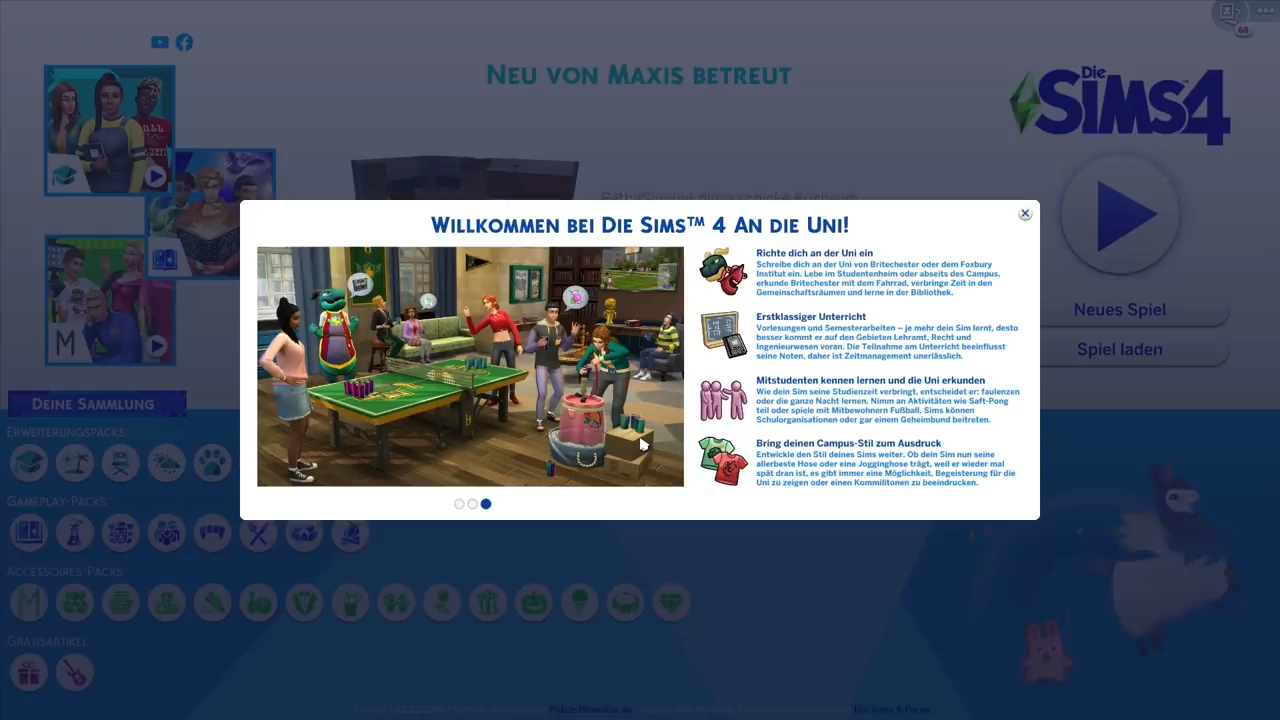 68
Neu von Maxis betreut
Die Sims 4
Willkommen bei Die Sims™ 4 An die Uni!
Richte dich an der Uni ein
Schreibe dich an der Uni von Britechester oder dem Foxbury
Institut ein. Lebe im Studentenheim oder abseits des Campus,
erkunde Britechester mit dem Fahrrad, verbringe Zeit in den
Gemeinschaftsräumen und lerne in der Bibliothek.
Erstklassiger Unterricht
Vorlesungen und Semesterarbeiten – je mehr dein Sim lernt, desto
besser kommt er auf den Gebieten Lehramt, Recht und
Ingenieurwesen voran. Die Teilnahme am Unterricht beeinflusst
seine Noten, daher ist Zeitmanagement unerlässlich.
Mitstudenten kennen lernen und die Uni erkunden
Wie dein Sim seine Studienzeit verbringt, entscheidet er: faulenzen
oder die ganze Nacht lernen. Nimm an Aktivitäten wie Saft-Pong
teil oder spiele mit Mitbewohnern Fußball. Sims können
Schulorganisationen oder gar einem Geheimbund beitreten.
Bring deinen Campus-Stil zum Ausdruck
Entwickle den Stil deines Sims weiter. Ob dein Sim nun seine
allerbeste Hose oder eine Jogginghose trägt, weil er wieder mal
spät dran ist, es gibt immer eine Möglichkeit, Begeisterung für die
Uni zu zeigen oder einen Kommilitonen zu beeindrucken.
Neues Spiel
Spiel laden
Deine Sammlung
Erweiterungspacks
Gameplay-Packs
Accessoires-Packs
Gratisartikel
Patch-Hinweise an
Die Sims 4-Forum